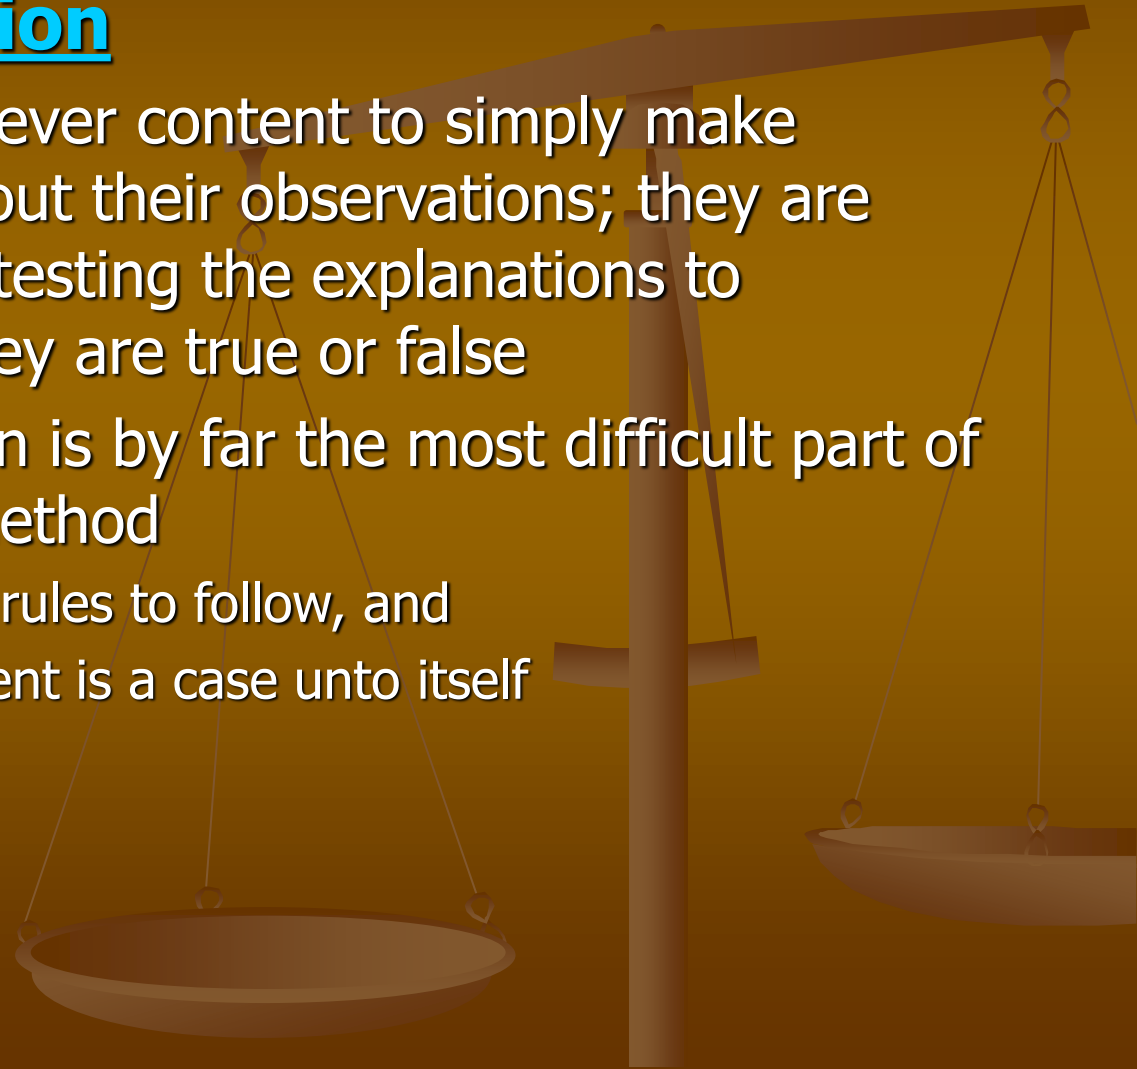 ion
ever content to simply make
out their observations; they are
testing the explanations to
ey are true or false
n is by far the most difficult part of
ethod
rules to follow, and
ent is a case unto itself